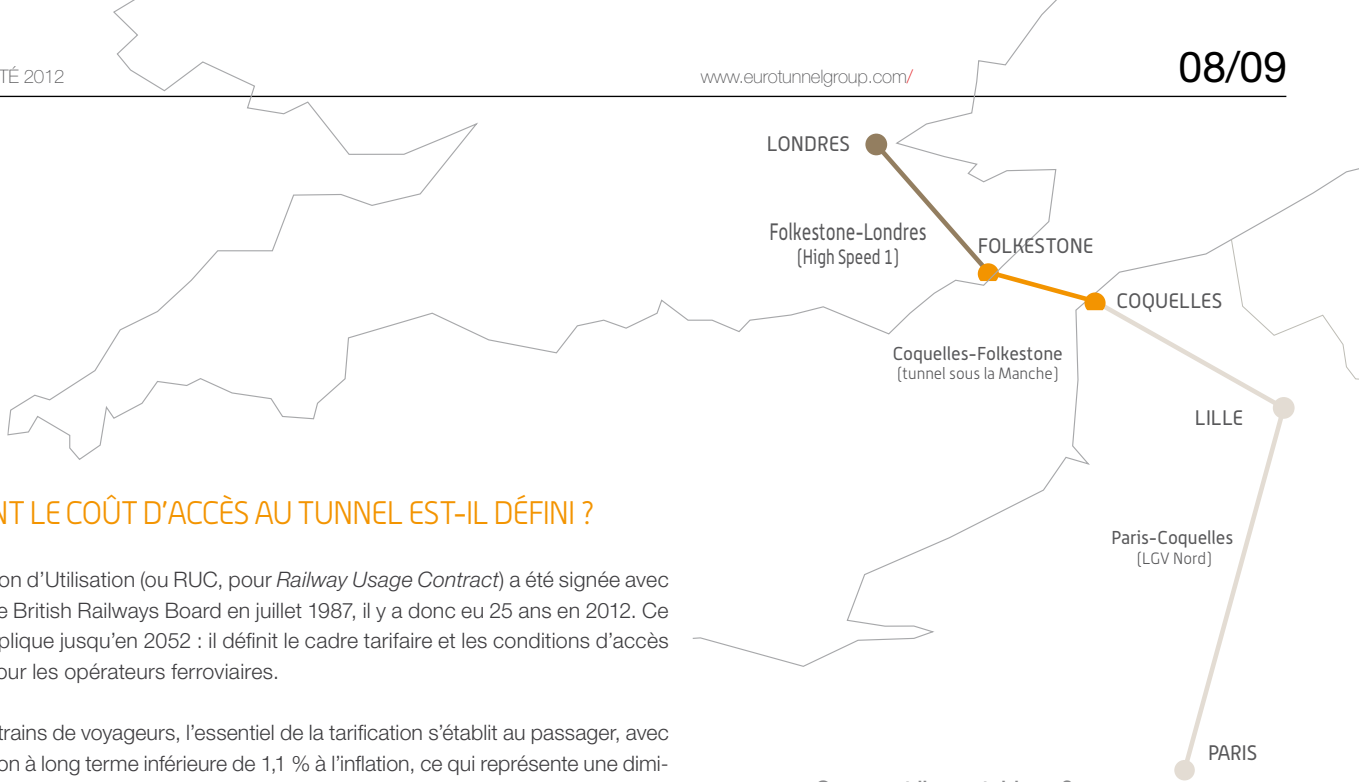 TÉ 2012
www.eurotunnelgroup.com/
08/09
LONDRES
Folkestone-Londres
(High Speed 1)
FOLKESTONE
COQUELLES
Coquelles-Folkestone
(tunnel sous la Manche)
LILLE
Paris-Coquelles
(LGV Nord)
PARIS
NT LE COÛT D'ACCÈS AU TUNNEL EST-IL DÉFINI ?
on d'Utilisation (ou RUC, pour Railway Usage Contract) a été signée avec
e British Railways Board en juillet 1987, il y a donc eu 25 ans en 2012. Ce
plique jusqu'en 2052 : il définit le cadre tarifaire et les conditions d'accès
our les opérateurs ferroviaires.
trains de voyageurs, l'essentiel de la tarification s'établit au passager, avec
on à long terme inférieure de 1,1 % à l'inflation, ce qui représente une dimi-